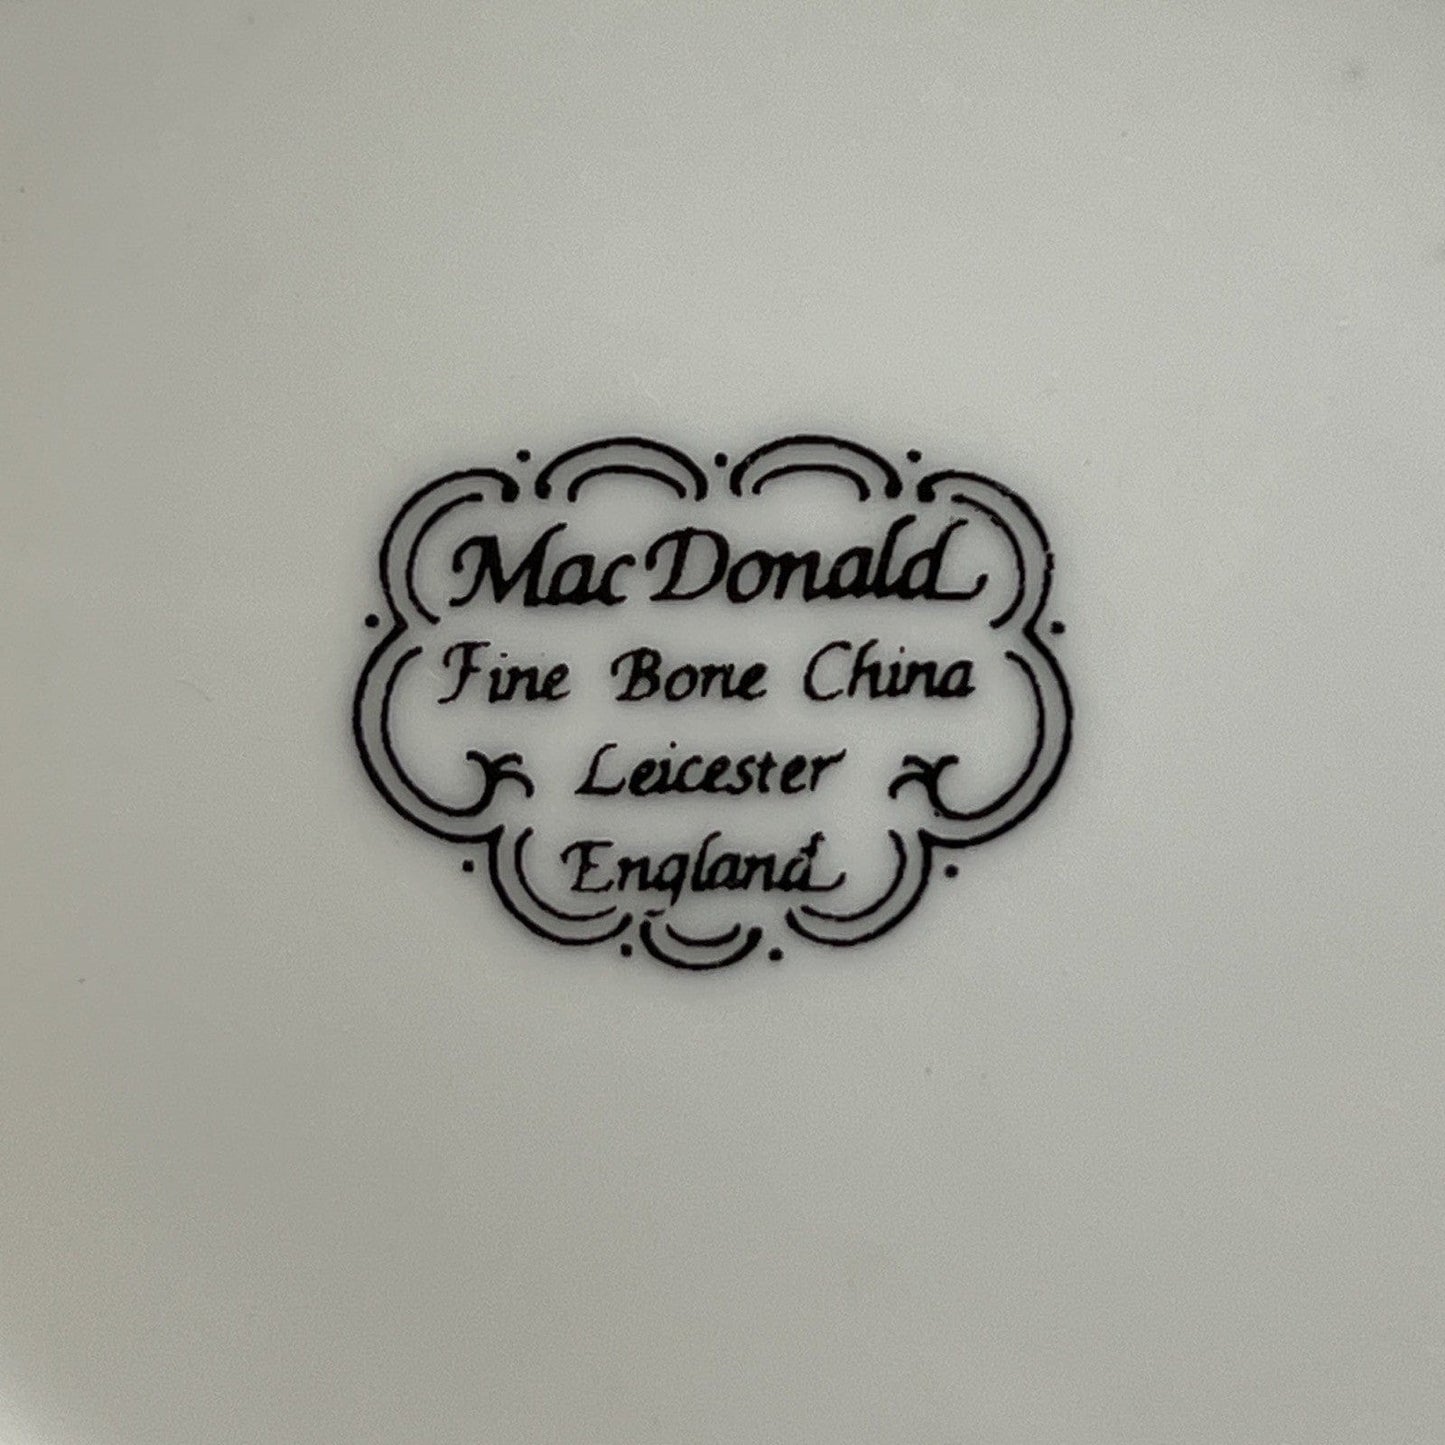 MacDonald
Fine Bone China
Leicester
England